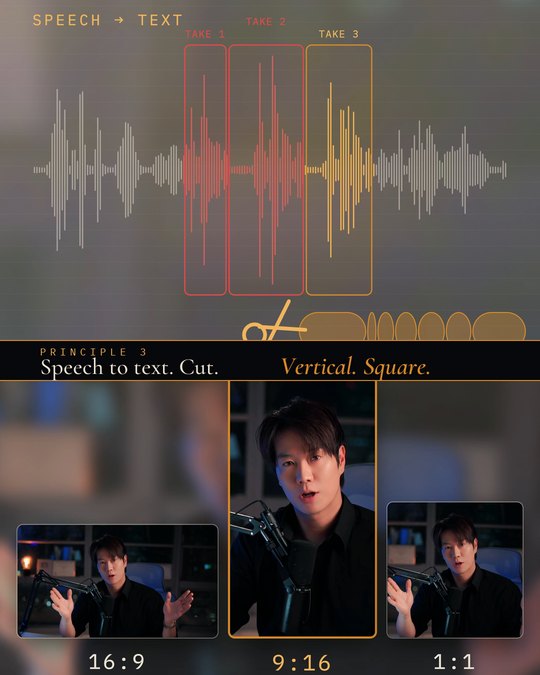 SPEECH → TEXT
TAKE 1
TAKE 2
TAKE 3
PRINCIPLE 3
Speech to text. Cut.
Vertical. Square.
16:9
9:16
1:1